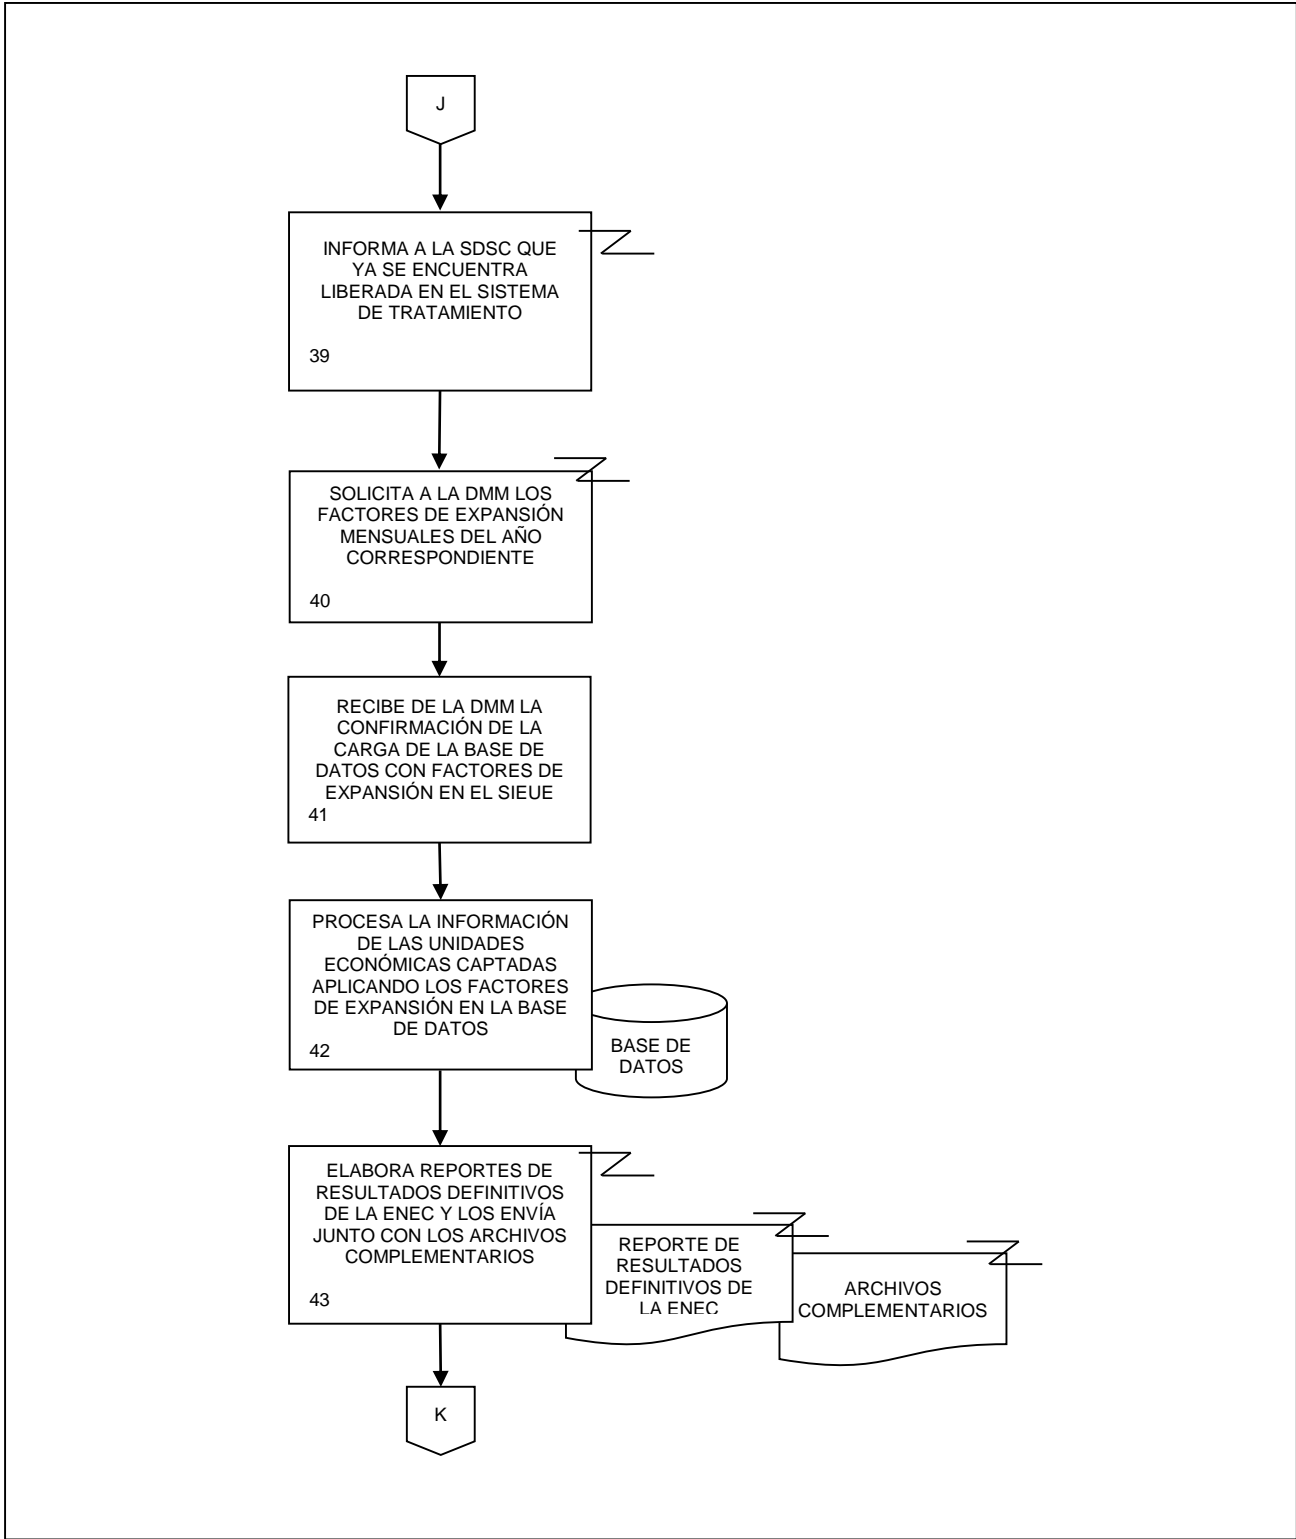 J
INFORMA A LA SDSC QUE
YA SE ENCUENTRA
LIBERADA EN EL SISTEMA
DE TRATAMIENTO
39
SOLICITA A LA DMM LOS
FACTORES DE EXPANSIÓN
MENSUALES DEL AÑO
CORRESPONDIENTE
40
RECIBE DE LA DMM LA
CONFIRMACIÓN DE LA
CARGA DE LA BASE DE
DATOS CON FACTORES DE
EXPANSIÓN EN EL SIEUE
41
PROCESA LA INFORMACIÓN
DE LAS UNIDADES
ECONÓMICAS CAPTADAS
APLICANDO LOS FACTORES
DE EXPANSIÓN EN LA BASE
DE DATOS
42
BASE DE
DATOS
ELABORA REPORTES DE
RESULTADOS DEFINITIVOS
DE LA ENEC Y LOS ENVÍA
JUNTO CON LOS ARCHIVOS
COMPLEMENTARIOS
43
REPORTE DE
RESULTADOS
DEFINITIVOS DE
LA ENEC
ARCHIVOS
COMPLEMENTARIOS
K